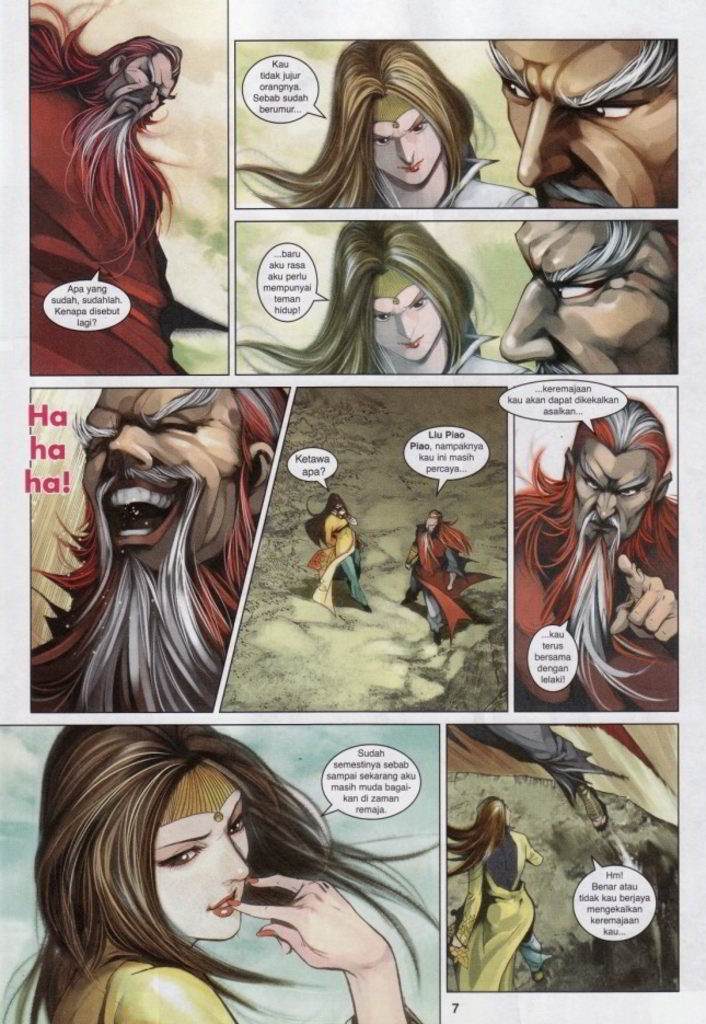 Apa yang
sudah, sudahlah.
Kenapa disebut
lagi?
Kau
tidak jujur
orangnya.
Sebab sudah
berumur...
...baru
aku rasa
aku perlu
mempunyai
teman
hidup!
Ha
ha
ha!
Ketawa
apa?
Liu Piao
Piao, nampaknya
kau ini masih
percaya...
...keremajaan
kau akan dapat dikekalkan
asalkan...
...kau
terus
bersama
dengan
lelaki!
Sudah
semestinya sebab
sampai sekarang aku
masih muda bagai-
kan di zaman
remaja.
Hm!
Benar atau
tidak kau berjaya
mengekalkan
keremajaan
kau...
7